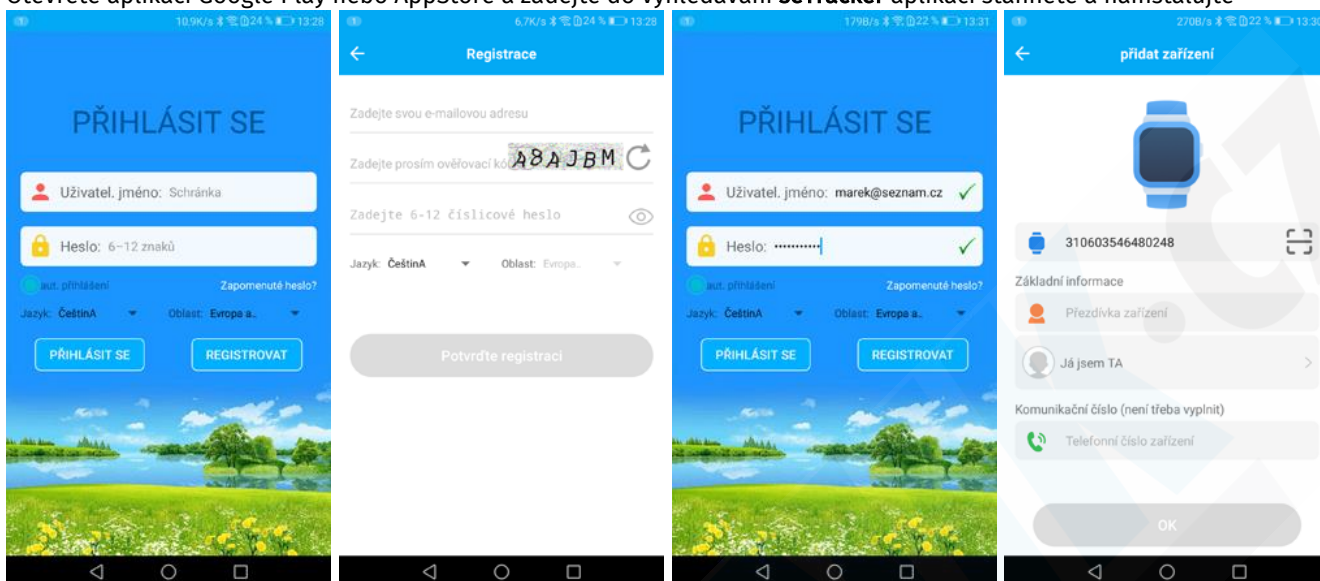 Otevřete aplikaci Google Play nebo AppStore a zadejte do vyhledávání SeTracker aplikaci stáhněte a nainstalujte
10,9K/s 24 % 13:28
PŘIHLÁSIT SE
Uživatel. jméno: Schránka
Heslo: 6-12 znaků
aut. přihlášení Zapomenuté heslo?
Jazyk: ČeštinA Oblast: Evropa a..
PŘIHLÁSIT SE REGISTROVAT
6,7K/s 24 % 13:28
Registrace
Zadejte svou e-mailovou adresu
Zadejte prosím ověřovací kó A8AJBM
Zadejte 6-12 číslicové heslo
Jazyk: ČeštinA Oblast: Evropa..
Potvrďte registraci
179B/s 22 % 13:31
PŘIHLÁSIT SE
Uživatel. jméno: marek@seznam.cz
Heslo: •••••••••••
aut. přihlášení Zapomenuté heslo?
Jazyk: ČeštinA Oblast: Evropa a..
PŘIHLÁSIT SE REGISTROVAT
270B/s 22 % 13:30
přidat zařízení
310603546480248
Základní informace
Přezdívka zařízení
Já jsem TA
Komunikační číslo (není třeba vyplnit)
Telefonní číslo zařízení
OK
.cz